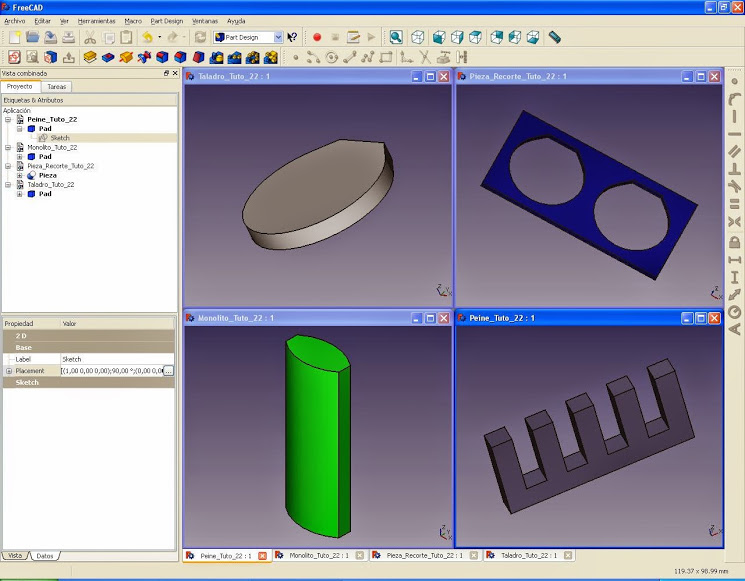 FreeCAD
Archivo Editar Ver Herramientas Macro Part Design Ventanas Ayuda
Part Design
Vista combinada
Proyecto Tareas
Etiquetas & Atributos
Aplicación
Peine_Tuto_22
Pad
Sketch
Monolito_Tuto_22
Pad
Pieza_Recorte_Tuto_22
Pieza
Taladro_Tuto_22
Pad
Propiedad Valor
2 D
Base
Label Sketch
Placement [(1,00 0,00 0,00);90,00 °;(0,00 0,0 ...
Sketch
Vista Datos
Taladro_Tuto_22 : 1
Pieza_Recorte_Tuto_22 : 1
Monolito_Tuto_22 : 1
Peine_Tuto_22 : 1
Peine_Tuto_22 : 1 Monolito_Tuto_22 : 1 Pieza_Recorte_Tuto_22 : 1 Taladro_Tuto_22 : 1
119.37 x 98.99 mm